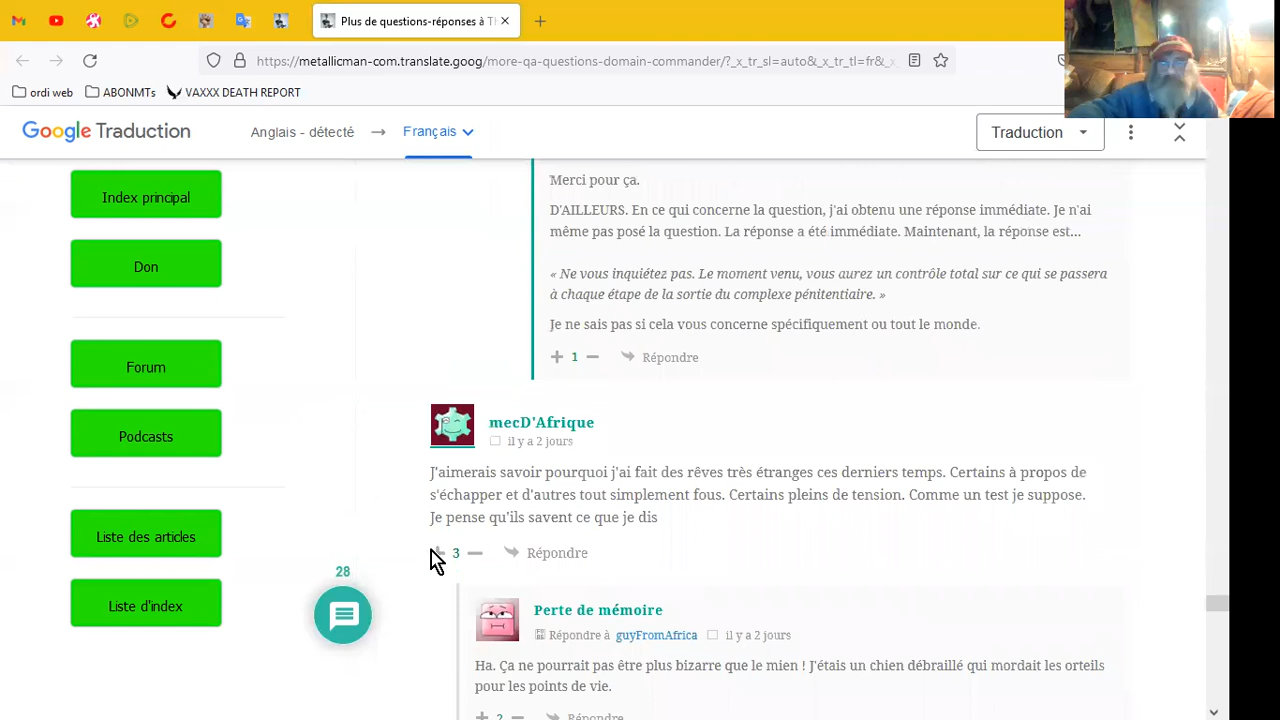 Plus de questions-réponses à Th
https://metallicman-com.translate.goog/more-qa-questions-domain-commander/?_x_tr_sl=auto&_x_tr_tl=fr&_x_
ordi web
ABONMTs
VAXXX DEATH REPORT
Google Traduction
Anglais - détecté
Français
Traduction
Index principal
Don
Forum
Podcasts
Liste des articles
Liste d'index
28
Merci pour ça.
D'AILLEURS. En ce qui concerne la question, j'ai obtenu une réponse immédiate. Je n'ai
même pas posé la question. La réponse a été immédiate. Maintenant, la réponse est...
« Ne vous inquiétez pas. Le moment venu, vous aurez un contrôle total sur ce qui se passera
à chaque étape de la sortie du complexe pénitentiaire. »
Je ne sais pas si cela vous concerne spécifiquement ou tout le monde.
1
Répondre
mecD'Afrique
il y a 2 jours
J'aimerais savoir pourquoi j'ai fait des rêves très étranges ces derniers temps. Certains à propos de
s'échapper et d'autres tout simplement fous. Certains pleins de tension. Comme un test je suppose.
Je pense qu'ils savent ce que je dis
3
Répondre
Perte de mémoire
Répondre à guyFromAfrica il y a 2 jours
Ha. Ça ne pourrait pas être plus bizarre que le mien ! J'étais un chien débraillé qui mordait les orteils
pour les points de vie.
2
Répondre